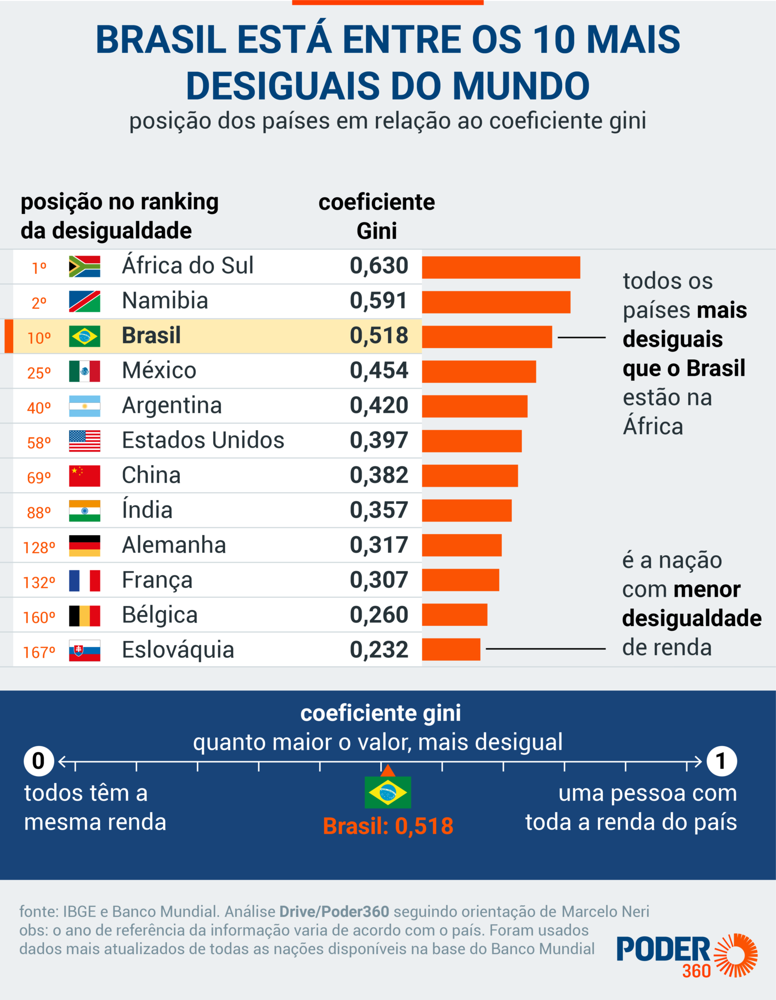 BRASIL ESTÁ ENTRE OS 10 MAIS
DESIGUAIS DO MUNDO
posição dos países em relação ao coeficiente gini
posição no ranking
da desigualdade
coeficiente
Gini
1º África do Sul 0,630
2º Namibia 0,591
10º Brasil 0,518
25º México 0,454
40º Argentina 0,420
58º Estados Unidos 0,397
69º China 0,382
88º Índia 0,357
128º Alemanha 0,317
132º França 0,307
160º Bélgica 0,260
167º Eslováquia 0,232
todos os
países mais
desiguais
que o Brasil
estão na
África
é a nação
com menor
desigualdade
de renda
coeficiente gini
quanto maior o valor, mais desigual
0
1
todos têm a
mesma renda
Brasil: 0,518
uma pessoa com
toda a renda do país
fonte: IBGE e Banco Mundial. Análise Drive/Poder360 seguindo orientação de Marcelo Neri
obs: o ano de referência da informação varia de acordo com o país. Foram usados
dados mais atualizados de todas as nações disponíveis na base do Banco Mundial
PODER
360